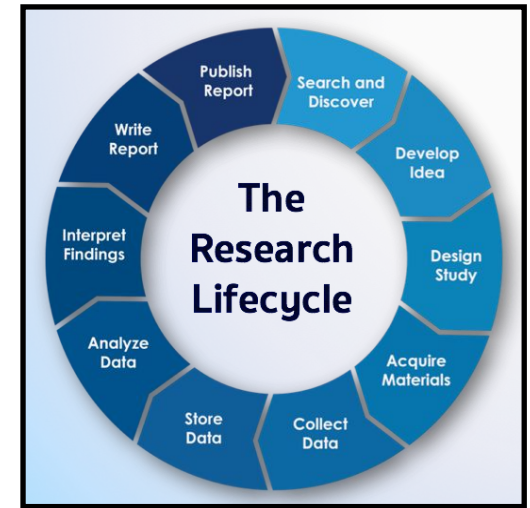 The
Research
Lifecycle
Search and
Discover
Develop
Idea
Design
Study
Acquire
Materials
Collect
Data
Store
Data
Analyze
Data
Interpret
Findings
Write
Report
Publish
Report